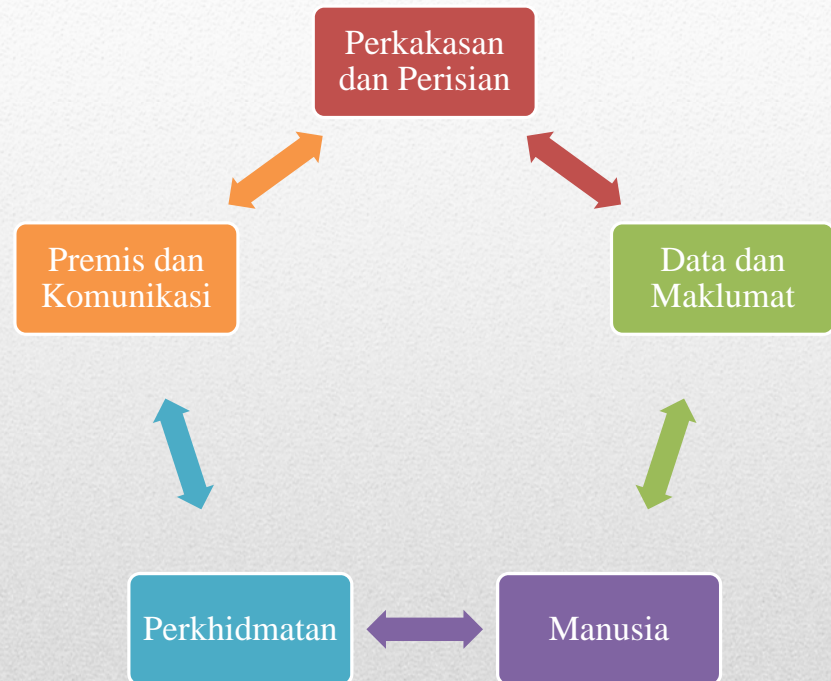 Perkakasan
dan Perisian
Premis dan
Komunikasi
Data dan
Maklumat
Perkhidmatan
Manusia